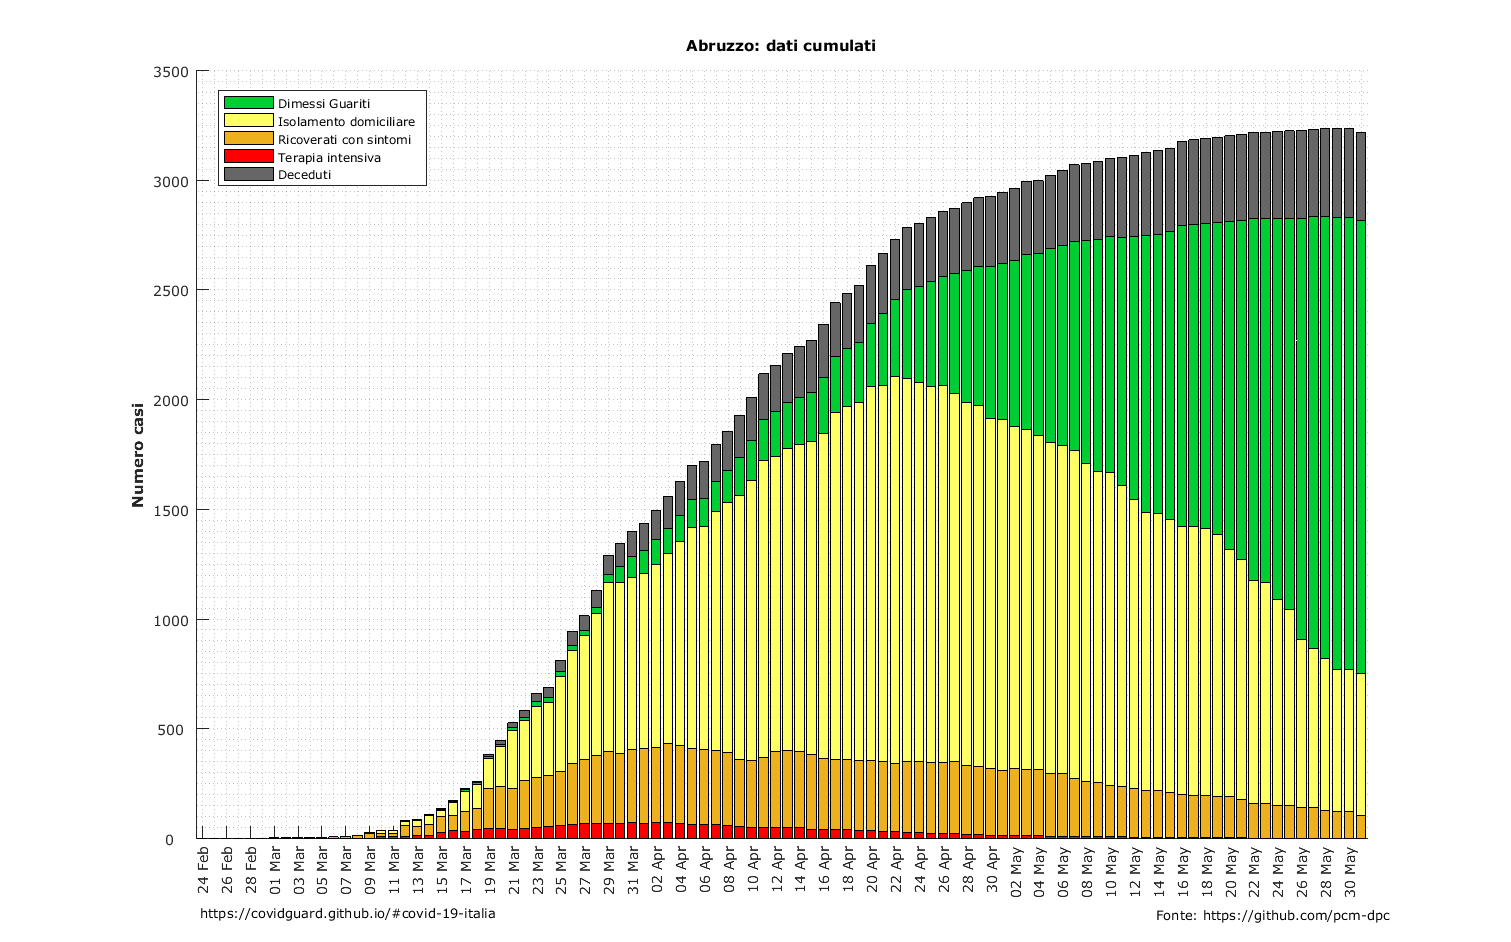 Abruzzo: dati cumulati
Numero casi
3500
3000
2500
2000
1500
1000
500
0
Dimessi Guariti
Isolamento domiciliare
Ricoverati con sintomi
Terapia intensiva
Deceduti
24 Feb
26 Feb
28 Feb
01 Mar
03 Mar
05 Mar
07 Mar
09 Mar
11 Mar
13 Mar
15 Mar
17 Mar
19 Mar
21 Mar
23 Mar
25 Mar
27 Mar
29 Mar
31 Mar
02 Apr
04 Apr
06 Apr
08 Apr
10 Apr
12 Apr
14 Apr
16 Apr
18 Apr
20 Apr
22 Apr
24 Apr
26 Apr
28 Apr
30 Apr
02 May
04 May
06 May
08 May
10 May
12 May
14 May
16 May
18 May
20 May
22 May
24 May
26 May
28 May
30 May
https://covidguard.github.io/#covid-19-italia
Fonte: https://github.com/pcm-dpc